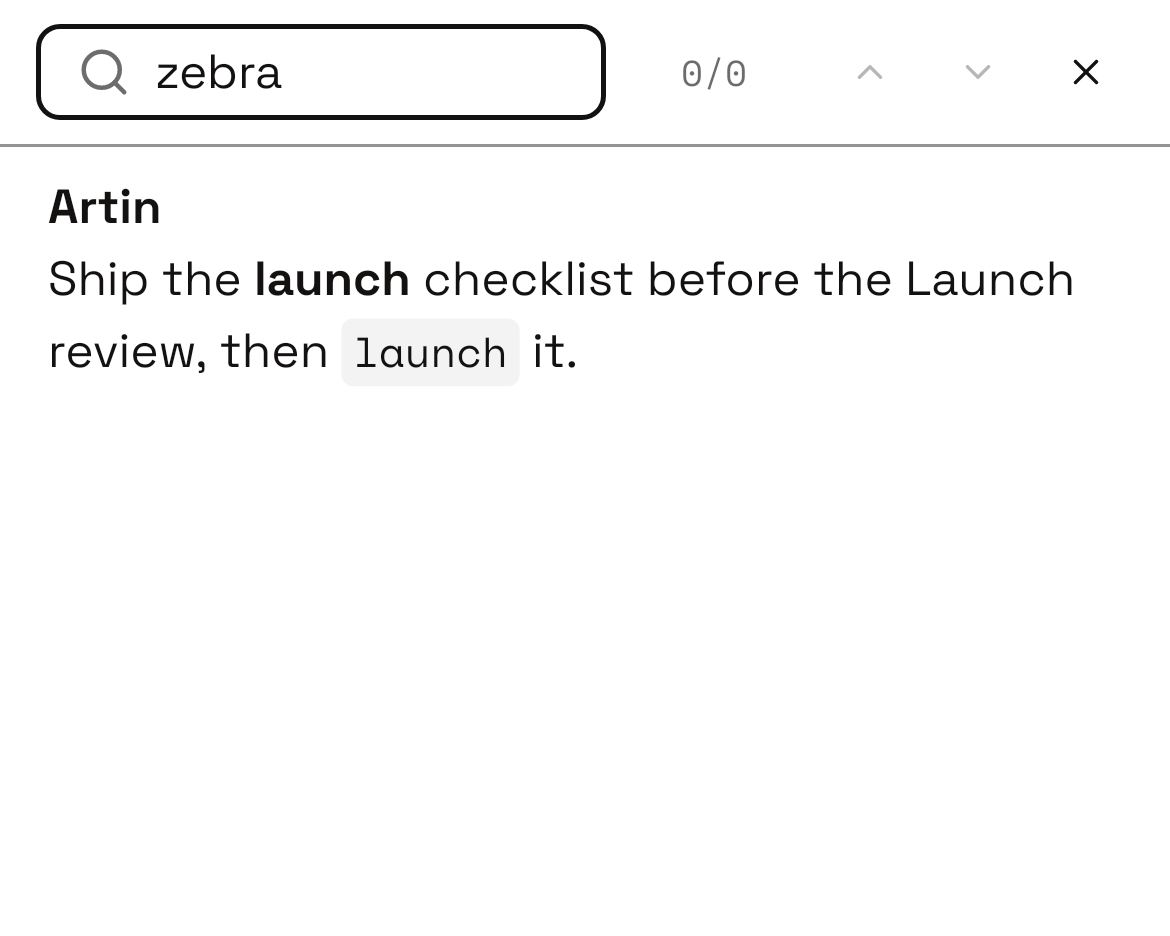 zebra 0/0
Artin
Ship the launch checklist before the Launch
review, then launch it.